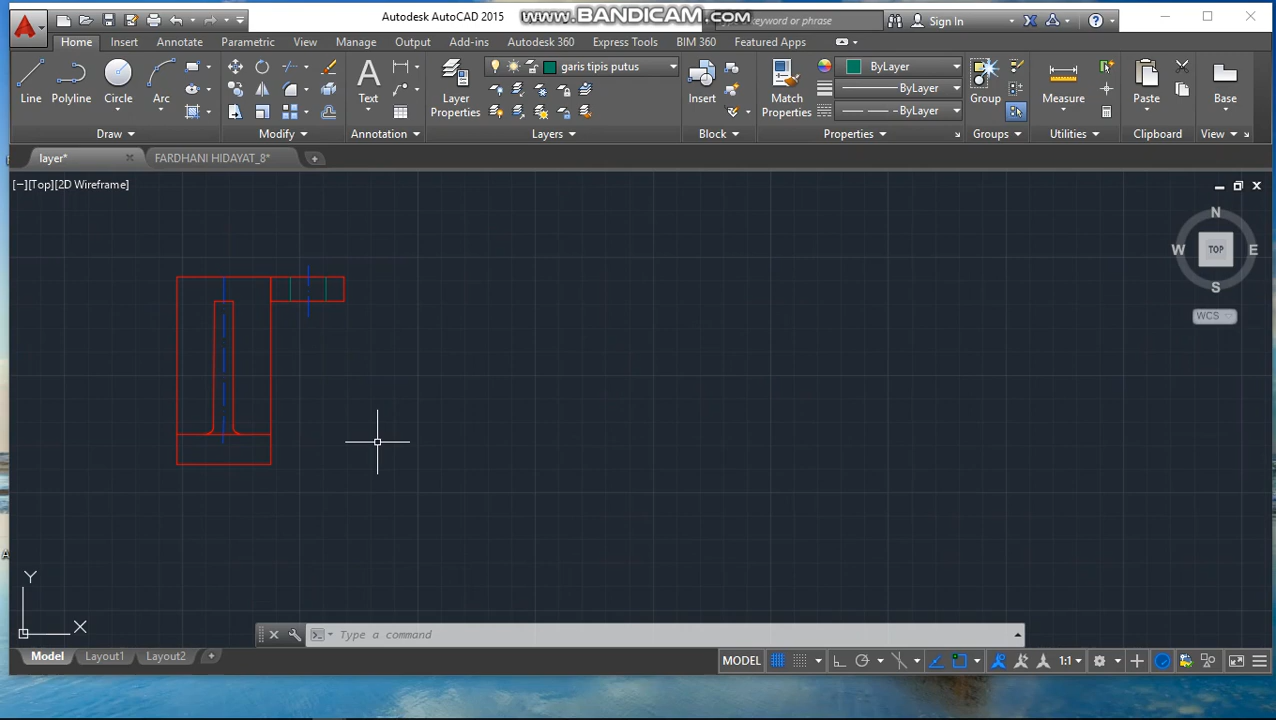 Autodesk AutoCAD 2015
www.BANDICAM.com
keyword or phrase
Sign In
Home Insert Annotate Parametric View Manage Output Add-ins Autodesk 360 Express Tools BIM 360 Featured Apps
garis tipis putus
ByLayer
ByLayer
ByLayer
Line Polyline Circle Arc Text Layer Properties Insert Match Properties Group Measure Paste Base
Draw Modify Annotation Layers Block Properties Groups Utilities Clipboard View
layer* FARDHANI HIDAYAT_8*
[−][Top][2D Wireframe]
N
W TOP E
S
WCS
Y
X
Type a command
Model Layout1 Layout2
MODEL 1:1